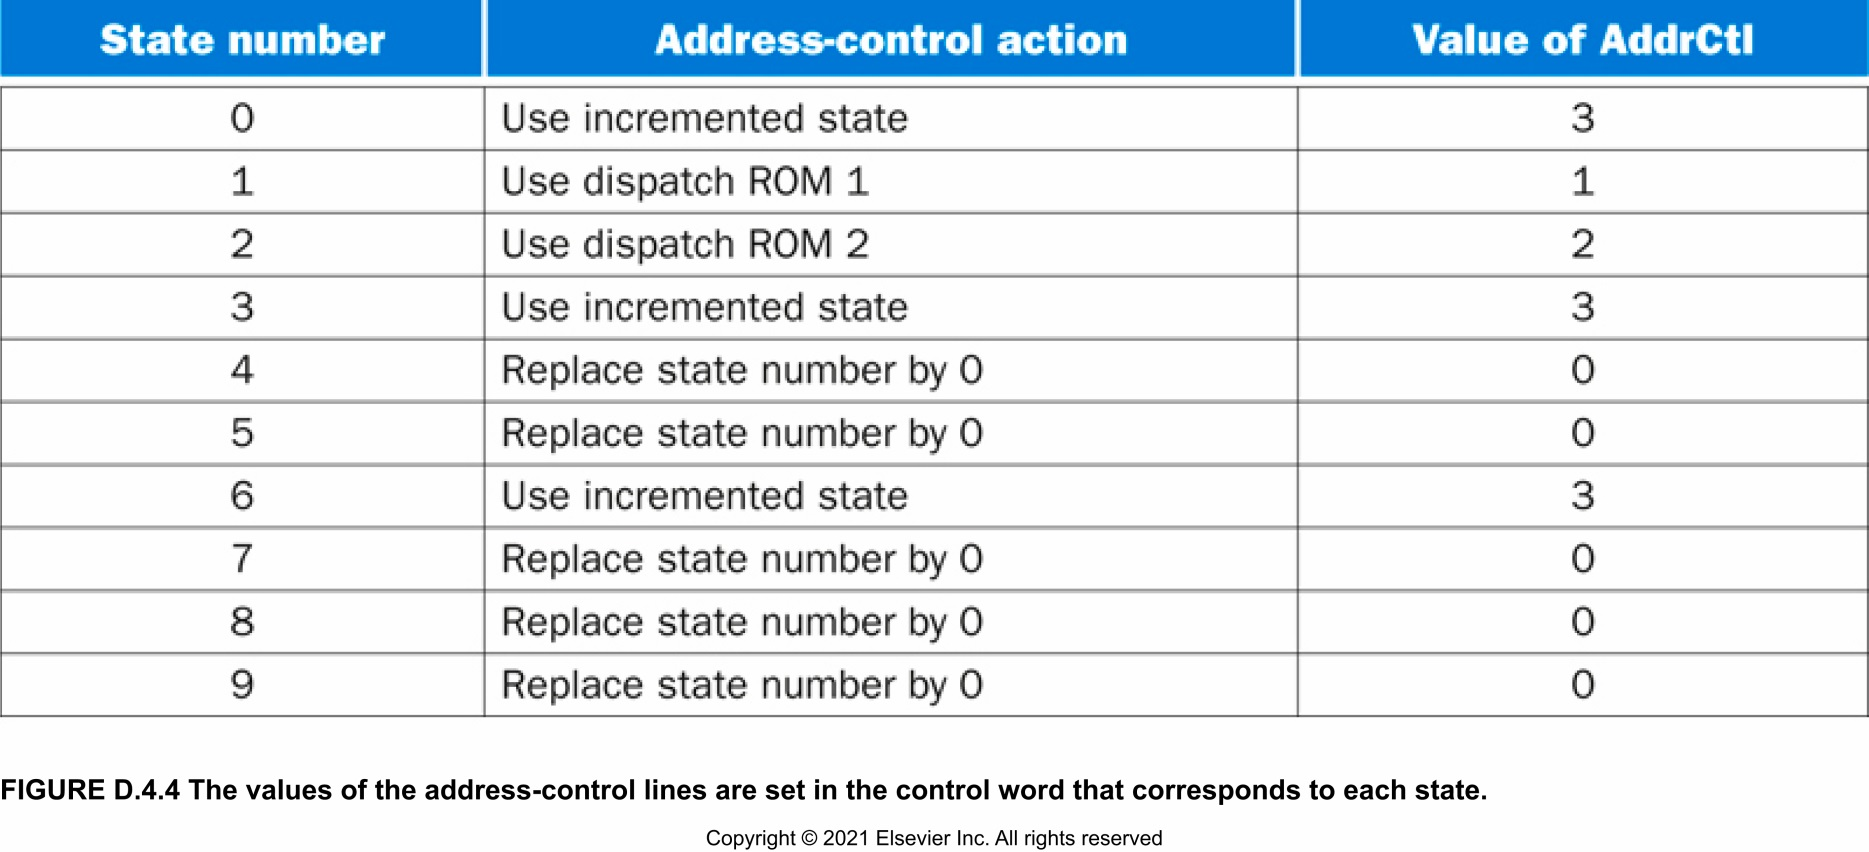 State number Address-control action Value of AddrCtl
0 Use incremented state 3
1 Use dispatch ROM 1 1
2 Use dispatch ROM 2 2
3 Use incremented state 3
4 Replace state number by 0 0
5 Replace state number by 0 0
6 Use incremented state 3
7 Replace state number by 0 0
8 Replace state number by 0 0
9 Replace state number by 0 0
FIGURE D.4.4 The values of the address-control lines are set in the control word that corresponds to each state.
Copyright © 2021 Elsevier Inc. All rights reserved